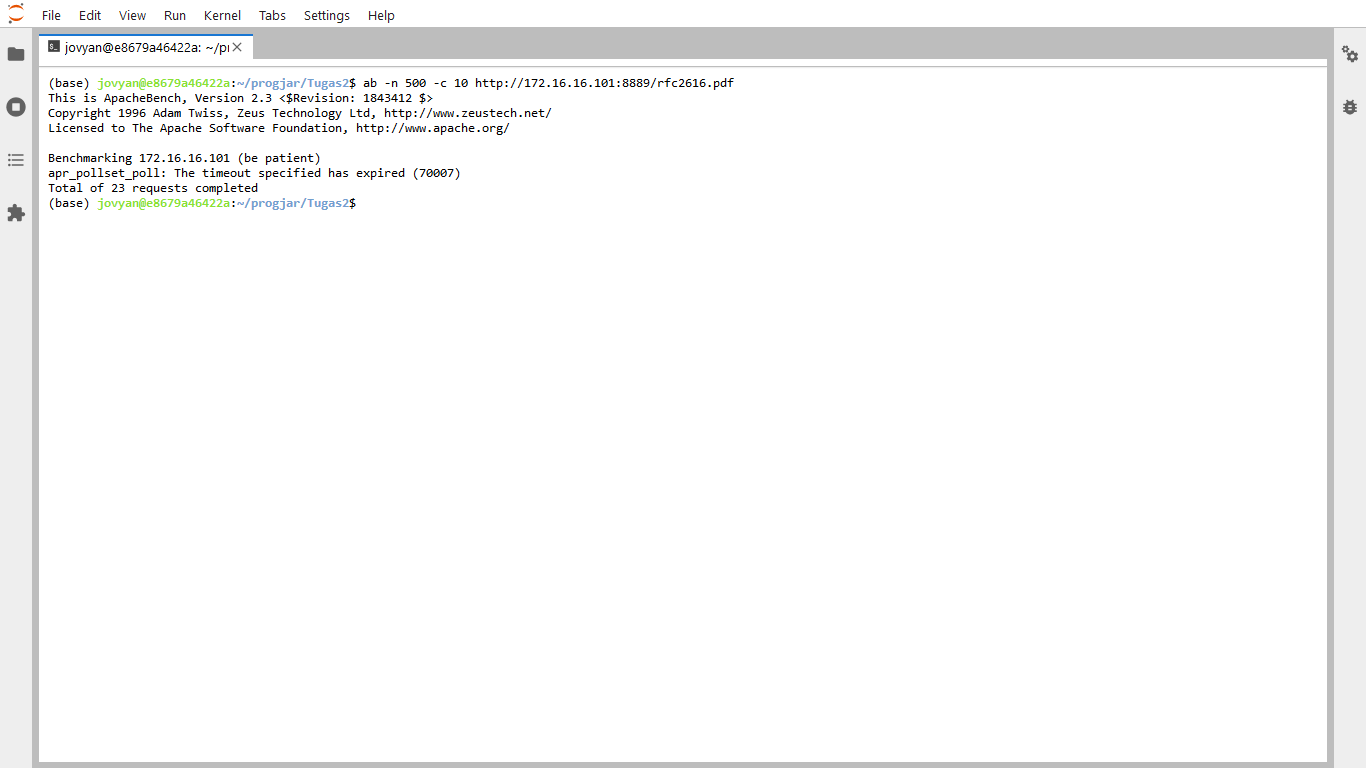 File Edit View Run Kernel Tabs Settings Help
jovyan@e8679a46422a: ~/pr
(base) jovyan@e8679a46422a:~/progjar/Tugas2$ ab -n 500 -c 10 http://172.16.16.101:8889/rfc2616.pdf
This is ApacheBench, Version 2.3 <$Revision: 1843412 $>
Copyright 1996 Adam Twiss, Zeus Technology Ltd, http://www.zeustech.net/
Licensed to The Apache Software Foundation, http://www.apache.org/
Benchmarking 172.16.16.101 (be patient)
apr_pollset_poll: The timeout specified has expired (70007)
Total of 23 requests completed
(base) jovyan@e8679a46422a:~/progjar/Tugas2$